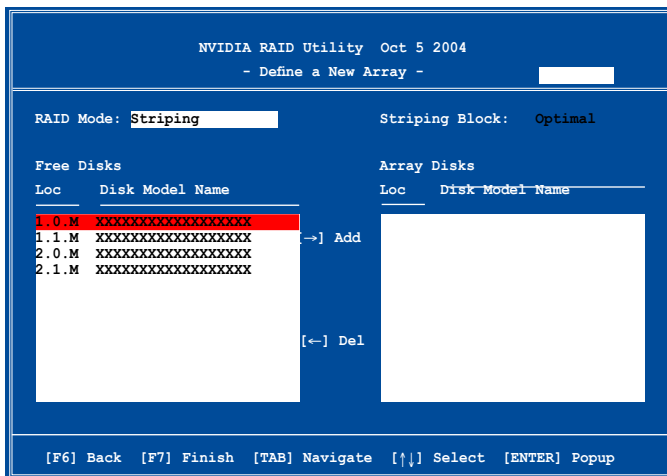 NVIDIA RAID Utility Oct 5 2004
- Define a New Array -
RAID Mode: Striping
Striping Block: Optimal
Free Disks
Array Disks
Loc Disk Model Name
Loc Disk Model Name
1.0.M XXXXXXXXXXXXXXXXXX
1.1.M XXXXXXXXXXXXXXXXXX
[→] Add
2.0.M XXXXXXXXXXXXXXXXXX
2.1.M XXXXXXXXXXXXXXXXXX
[←] Del
[F6] Back [F7] Finish [TAB] Navigate [↑↓] Select [ENTER] Popup